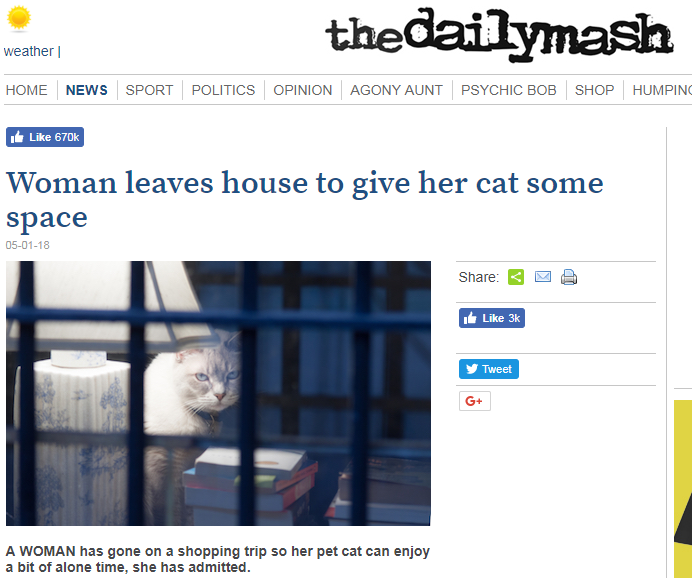 weather |
thedailymash
HOME NEWS SPORT POLITICS OPINION AGONY AUNT PSYCHIC BOB SHOP HUMPING
Like 670k
Woman leaves house to give her cat some
space
05-01-18
Share:
Like 3k
Tweet
G+
A WOMAN has gone on a shopping trip so her pet cat can enjoy
a bit of alone time, she has admitted.